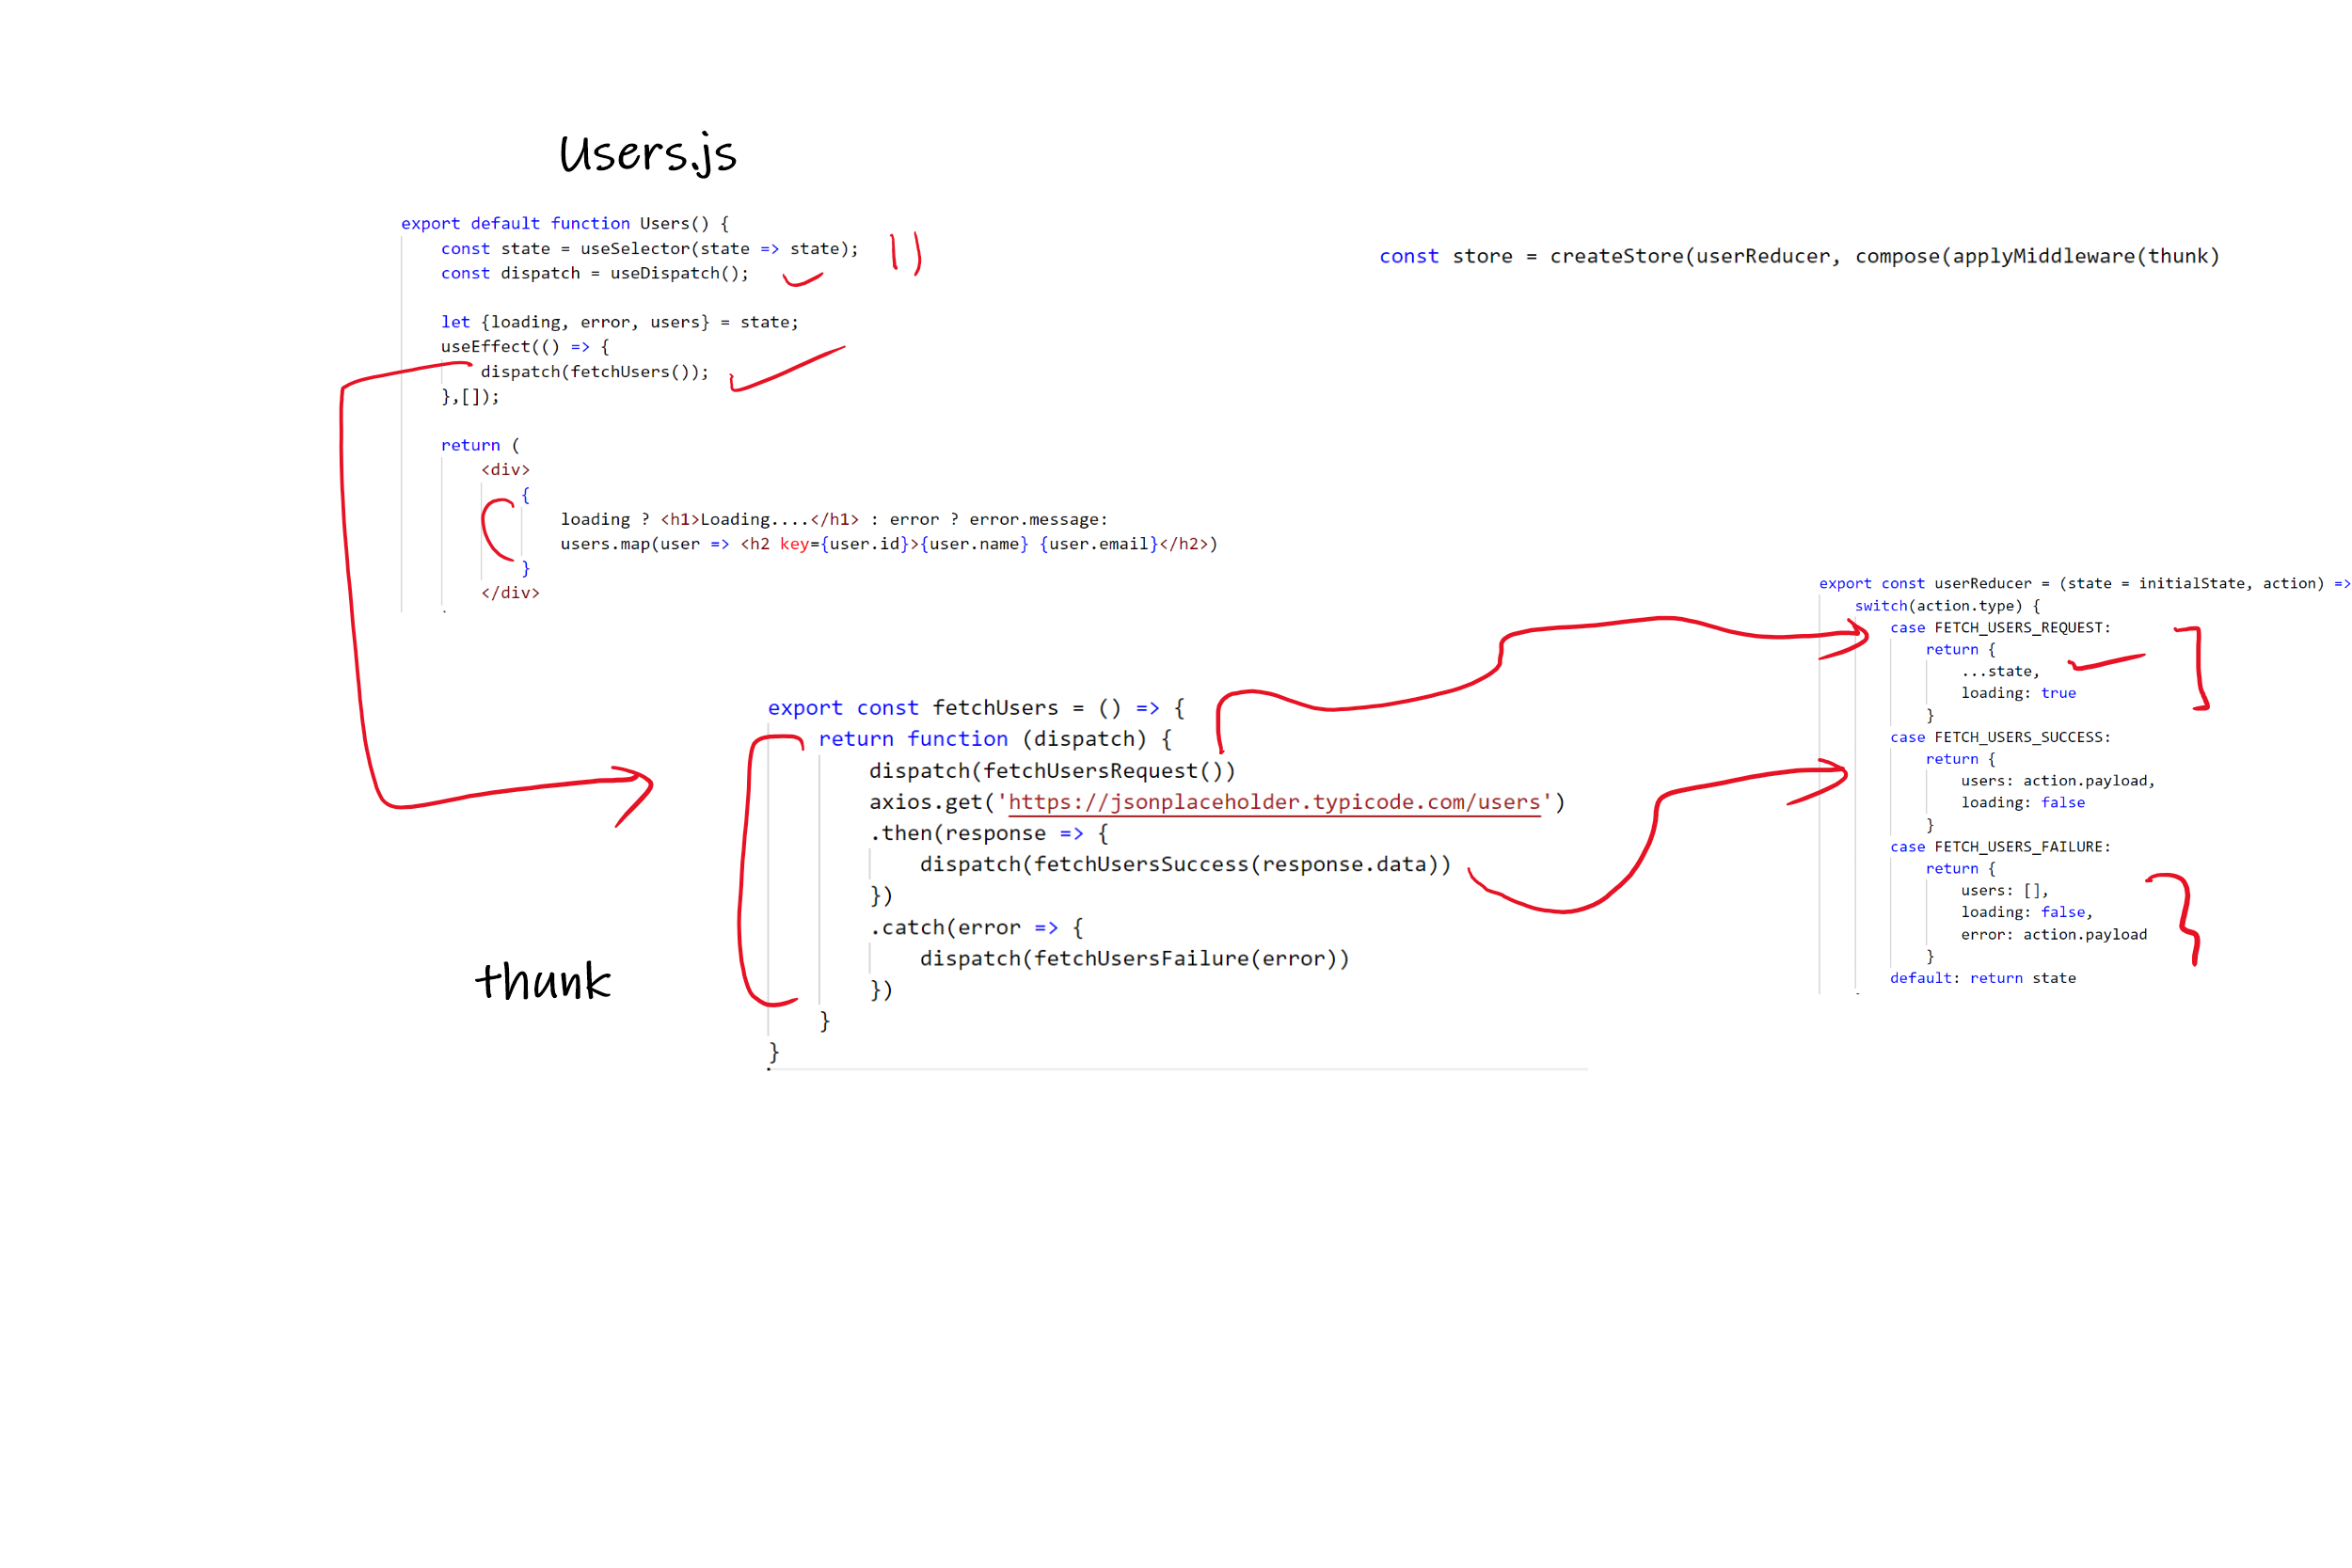 Users.js
export default function Users() {
const state = useSelector(state => state);
const dispatch = useDispatch();
let {loading, error, users} = state;
useEffect(() => {
dispatch(fetchUsers());
},[]);
return (
<div>
{
loading ? <h1>Loading....</h1> : error ? error.message:
users.map(user => <h2 key={user.id}>{user.name} {user.email}</h2>)
}
</div>
1)
const store = createStore(userReducer, compose(applyMiddleware(thunk)
thunk
export const fetchUsers = () => {
return function (dispatch) {
dispatch(fetchUsersRequest())
axios.get('https://jsonplaceholder.typicode.com/users')
.then(response => {
dispatch(fetchUsersSuccess(response.data))
})
.catch(error => {
dispatch(fetchUsersFailure(error))
})
}
}
export const userReducer = (state = initialState, action) =>
switch(action.type) {
case FETCH_USERS_REQUEST:
return {
...state,
loading: true
}
case FETCH_USERS_SUCCESS:
return {
users: action.payload,
loading: false
}
case FETCH_USERS_FAILURE:
return {
users: [],
loading: false,
error: action.payload
}
default: return state